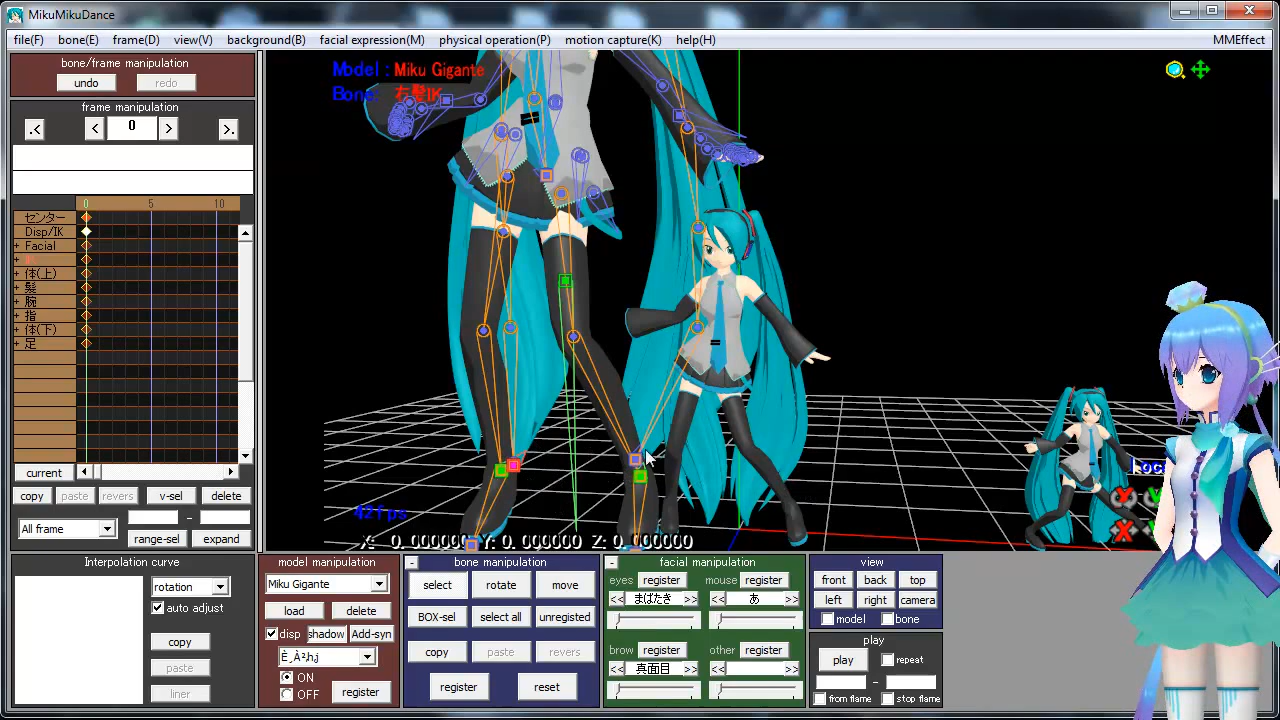 MikuMikuDance
file(F) bone(E) frame(D) view(V) background(B) facial expression(M) physical operation(P) motion capture(K) help(H) MMEffect
bone/frame manipulation
undo redo
frame manipulation
.< < 0 > >.
0 5 10
センター
Disp/IK
+ Facial
+ IK
+ 体(上)
+ 髪
+ 腕
+ 指
+ 体(下)
+ 足
current
copy paste revers v-sel delete
All frame -
range-sel expand
Model : Miku Gigante
Bone: 右髪IK
42fps
X: 0.000000 Y: 0.000000 Z: 0.000000
Interpolation curve
rotation
auto adjust
copy
paste
liner
model manipulation
Miku Gigante
load delete
disp shadow Add-syn
ON
OFF
register
- bone manipulation
select rotate move
BOX-sel select all unregisted
copy paste revers
register reset
- facial manipulation
eyes register mouse register
<< まばたき >> << あ >>
brow register other register
<< 真面目 >> << >>
view
front back top
left right camera
model bone
play
play repeat
-
from flame stop flame